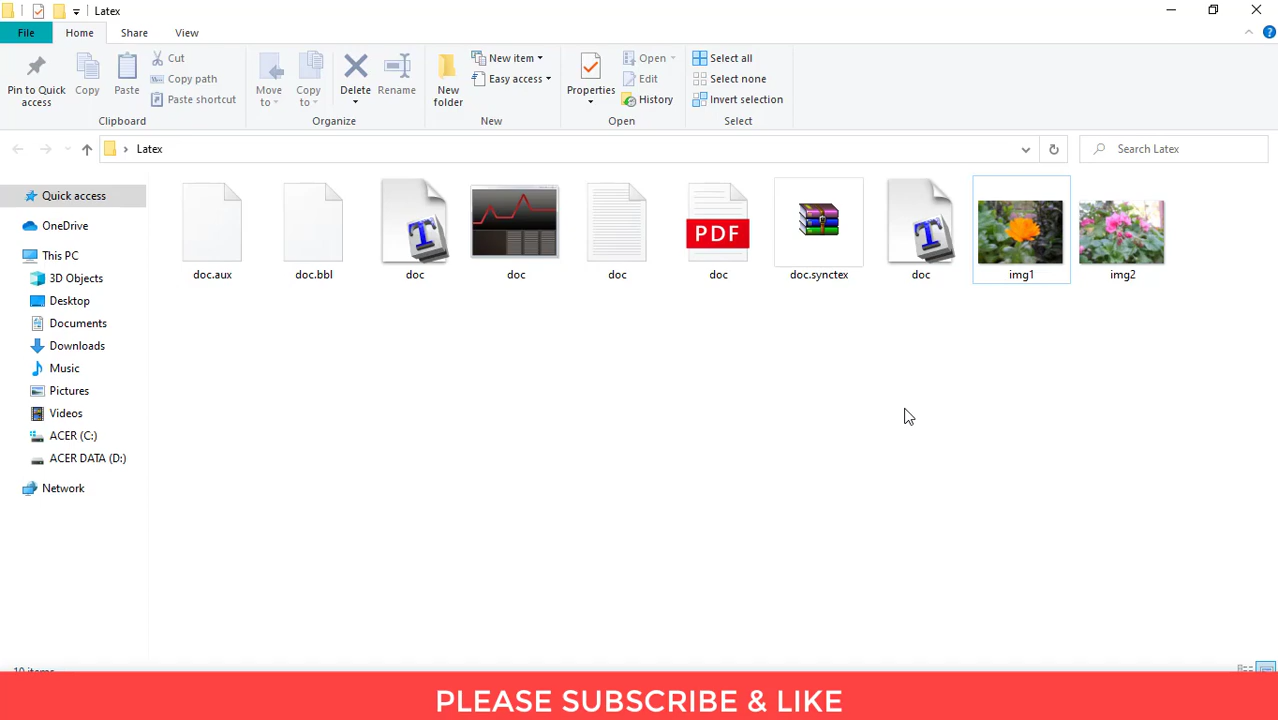 Latex
File Home Share View
Pin to Quick access
Copy
Paste
Cut
Copy path
Paste shortcut
Clipboard
Move to
Copy to
Delete
Rename
Organize
New folder
New item
Easy access
New
Properties
Open
Edit
History
Open
Select all
Select none
Invert selection
Select
Latex
Search Latex
Quick access
OneDrive
This PC
3D Objects
Desktop
Documents
Downloads
Music
Pictures
Videos
ACER (C:)
ACER DATA (D:)
Network
PDF
doc.aux doc.bbl doc doc doc doc doc.synctex doc img1 img2
10 items
PLEASE SUBSCRIBE & LIKE